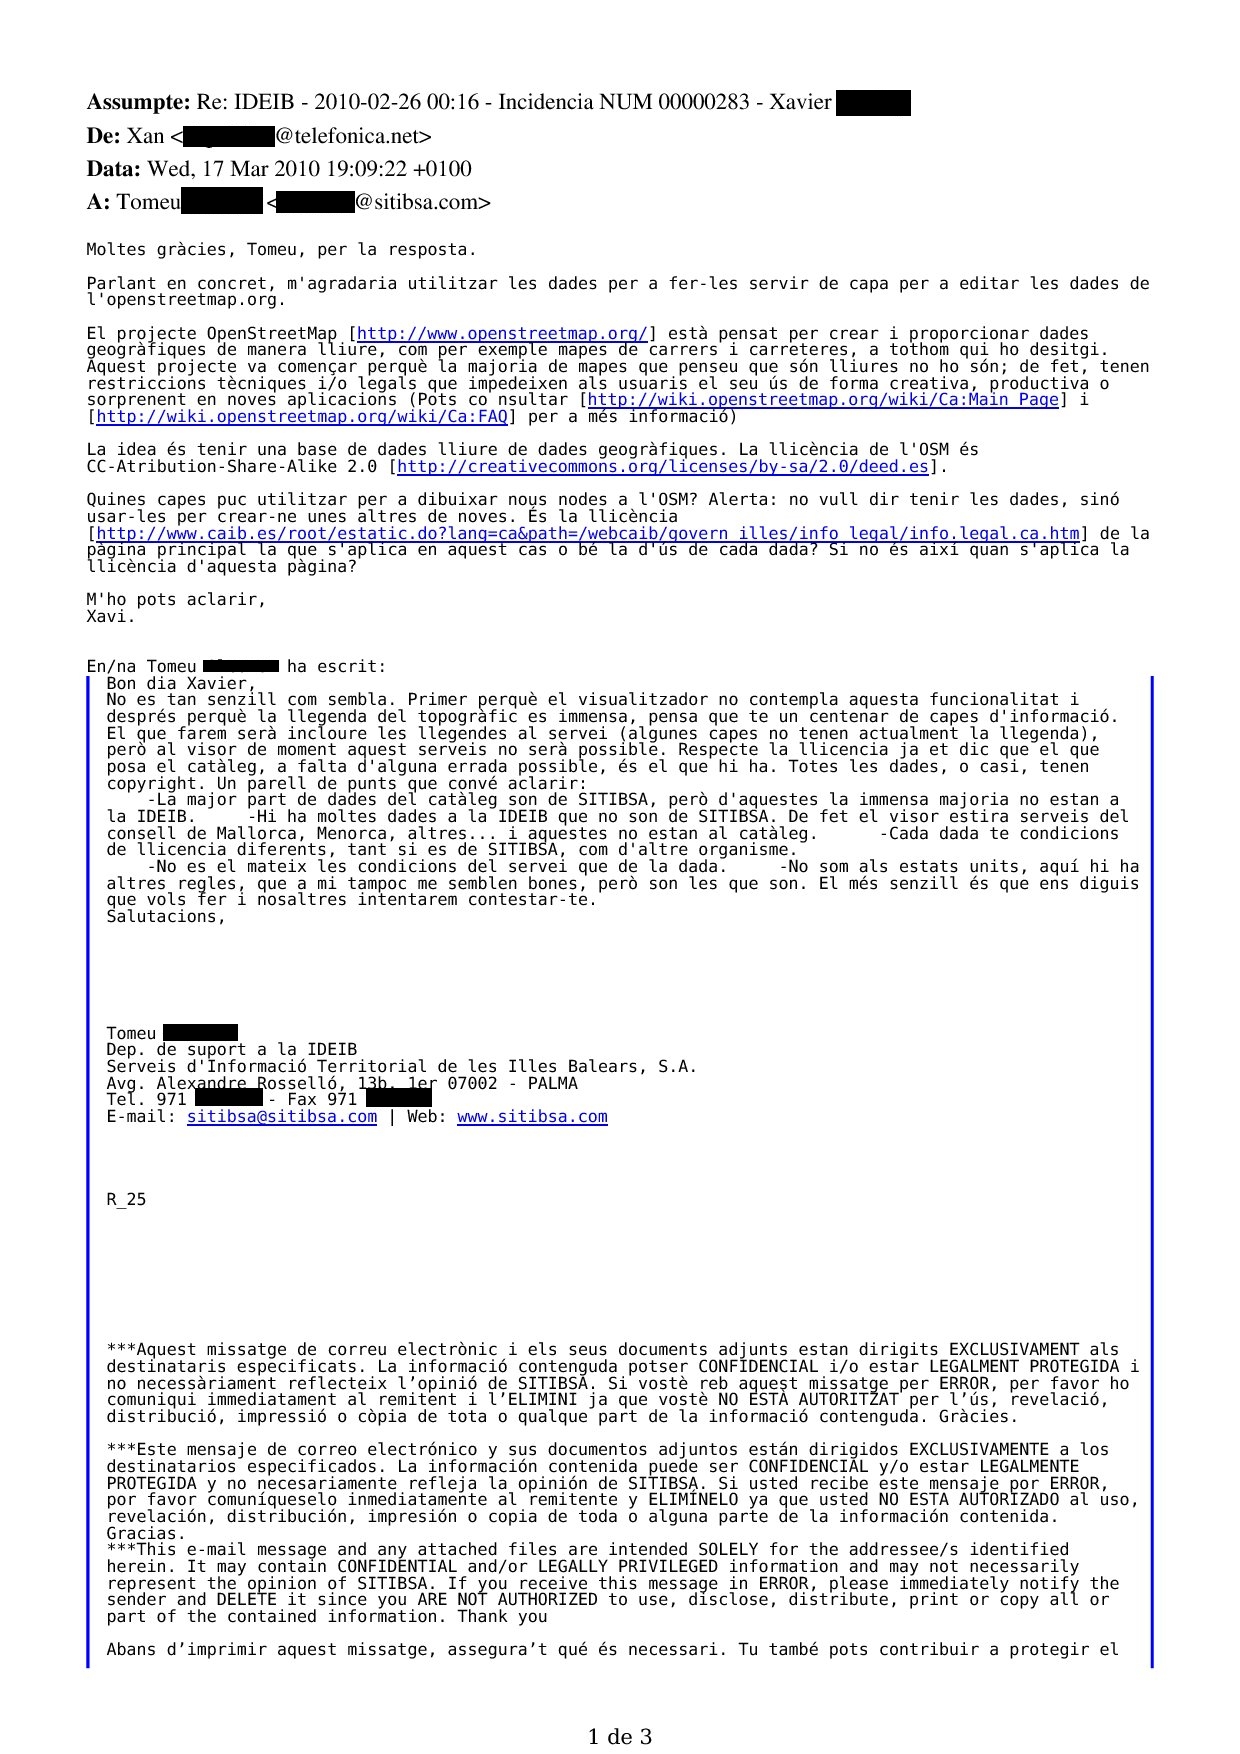 Assumpte: Re: IDEIB - 2010-02-26 00:16 - Incidencia NUM 00000283 - Xavier
De: Xan < @telefonica.net>
Data: Wed, 17 Mar 2010 19:09:22 +0100
A: Tomeu < @sitibsa.com>
Moltes gràcies, Tomeu, per la resposta.
Parlant en concret, m'agradaria utilitzar les dades per a fer-les servir de capa per a editar les dades de
l'openstreetmap.org.
El projecte OpenStreetMap [http://www.openstreetmap.org/] està pensat per crear i proporcionar dades
geogràfiques de manera lliure, com per exemple mapes de carrers i carreteres, a tothom qui ho desitgi.
Aquest projecte va començar perquè la majoria de mapes que penseu que són lliures no ho són; de fet, tenen
restriccions tècniques i/o legals que impedeixen als usuaris el seu ús de forma creativa, productiva o
sorprenent en noves aplicacions (Pots co nsultar [http://wiki.openstreetmap.org/wiki/Ca:Main_Page] i
[http://wiki.openstreetmap.org/wiki/Ca:FAQ] per a més informació)
La idea és tenir una base de dades lliure de dades geogràfiques. La llicència de l'OSM és
CC-Atribution-Share-Alike 2.0 [http://creativecommons.org/licenses/by-sa/2.0/deed.es].
Quines capes puc utilitzar per a dibuixar nous nodes a l'OSM? Alerta: no vull dir tenir les dades, sinó
usar-les per crear-ne unes altres de noves. És la llicència
[http://www.caib.es/root/estatic.do?lang=ca&path=/webcaib/govern_illes/info_legal/info.legal.ca.htm] de la
pàgina principal la que s'aplica en aquest cas o bé la d'ús de cada dada? Si no és així quan s'aplica la
llicència d'aquesta pàgina?
M'ho pots aclarir,
Xavi.
En/na Tomeu ha escrit:
Bon dia Xavier,
No es tan senzill com sembla. Primer perquè el visualitzador no contempla aquesta funcionalitat i
després perquè la llegenda del topogràfic es immensa, pensa que te un centenar de capes d'informació.
El que farem serà incloure les llegendes al servei (algunes capes no tenen actualment la llegenda),
però al visor de moment aquest serveis no serà possible. Respecte la llicencia ja et dic que el que
posa el catàleg, a falta d'alguna errada possible, és el que hi ha. Totes les dades, o casi, tenen
copyright. Un parell de punts que convé aclarir:
-La major part de dades del catàleg son de SITIBSA, però d'aquestes la immensa majoria no estan a
la IDEIB. -Hi ha moltes dades a la IDEIB que no son de SITIBSA. De fet el visor estira serveis del
consell de Mallorca, Menorca, altres... i aquestes no estan al catàleg. -Cada dada te condicions
de llicencia diferents, tant si es de SITIBSA, com d'altre organisme.
-No es el mateix les condicions del servei que de la dada. -No som als estats units, aquí hi ha
altres regles, que a mi tampoc me semblen bones, però son les que son. El més senzill és que ens diguis
que vols fer i nosaltres intentarem contestar-te.
Salutacions,
Tomeu
Dep. de suport a la IDEIB
Serveis d'Informació Territorial de les Illes Balears, S.A.
Avg. Alexandre Rosselló, 13b, 1er 07002 - PALMA
Tel. 971 - Fax 971
E-mail: sitibsa@sitibsa.com | Web: www.sitibsa.com
R_25
***Aquest missatge de correu electrònic i els seus documents adjunts estan dirigits EXCLUSIVAMENT als
destinataris especificats. La informació contenguda potser CONFIDENCIAL i/o estar LEGALMENT PROTEGIDA i
no necessàriament reflecteix l’opinió de SITIBSA. Si vostè reb aquest missatge per ERROR, per favor ho
comuniqui immediatament al remitent i l’ELIMINI ja que vostè NO ESTÀ AUTORITZAT per l’ús, revelació,
distribució, impressió o còpia de tota o qualque part de la informació contenguda. Gràcies.
***Este mensaje de correo electrónico y sus documentos adjuntos están dirigidos EXCLUSIVAMENTE a los
destinatarios especificados. La información contenida puede ser CONFIDENCIAL y/o estar LEGALMENTE
PROTEGIDA y no necesariamente refleja la opinión de SITIBSA. Si usted recibe este mensaje por ERROR,
por favor comuníqueselo inmediatamente al remitente y ELIMÍNELO ya que usted NO ESTÁ AUTORIZADO al uso,
revelación, distribución, impresión o copia de toda o alguna parte de la información contenida.
Gracias.
***This e-mail message and any attached files are intended SOLELY for the addressee/s identified
herein. It may contain CONFIDENTIAL and/or LEGALLY PRIVILEGED information and may not necessarily
represent the opinion of SITIBSA. If you receive this message in ERROR, please immediately notify the
sender and DELETE it since you ARE NOT AUTHORIZED to use, disclose, distribute, print or copy all or
part of the contained information. Thank you
Abans d’imprimir aquest missatge, assegura’t qué és necessari. Tu també pots contribuir a protegir el
1 de 3